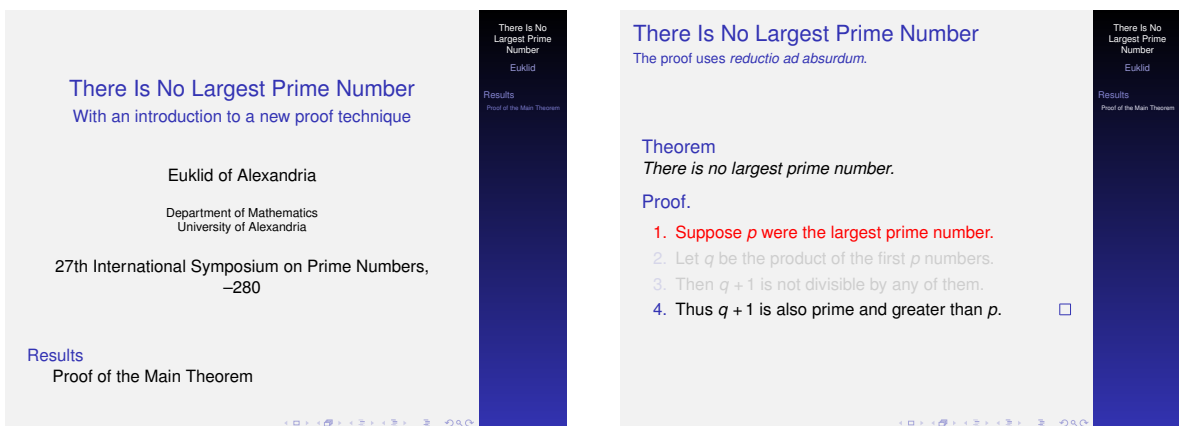 There Is No Largest Prime Number
With an introduction to a new proof technique
Euklid of Alexandria
Department of Mathematics
University of Alexandria
27th International Symposium on Prime Numbers,
–280
Results
Proof of the Main Theorem
There Is No
Largest Prime
Number
Euklid
Results
Proof of the Main Theorem
There Is No Largest Prime Number
The proof uses reductio ad absurdum.
Theorem
There is no largest prime number.
Proof.
1. Suppose p were the largest prime number.
2. Let q be the product of the first p numbers.
3. Then q + 1 is not divisible by any of them.
4. Thus q + 1 is also prime and greater than p.
There Is No
Largest Prime
Number
Euklid
Results
Proof of the Main Theorem